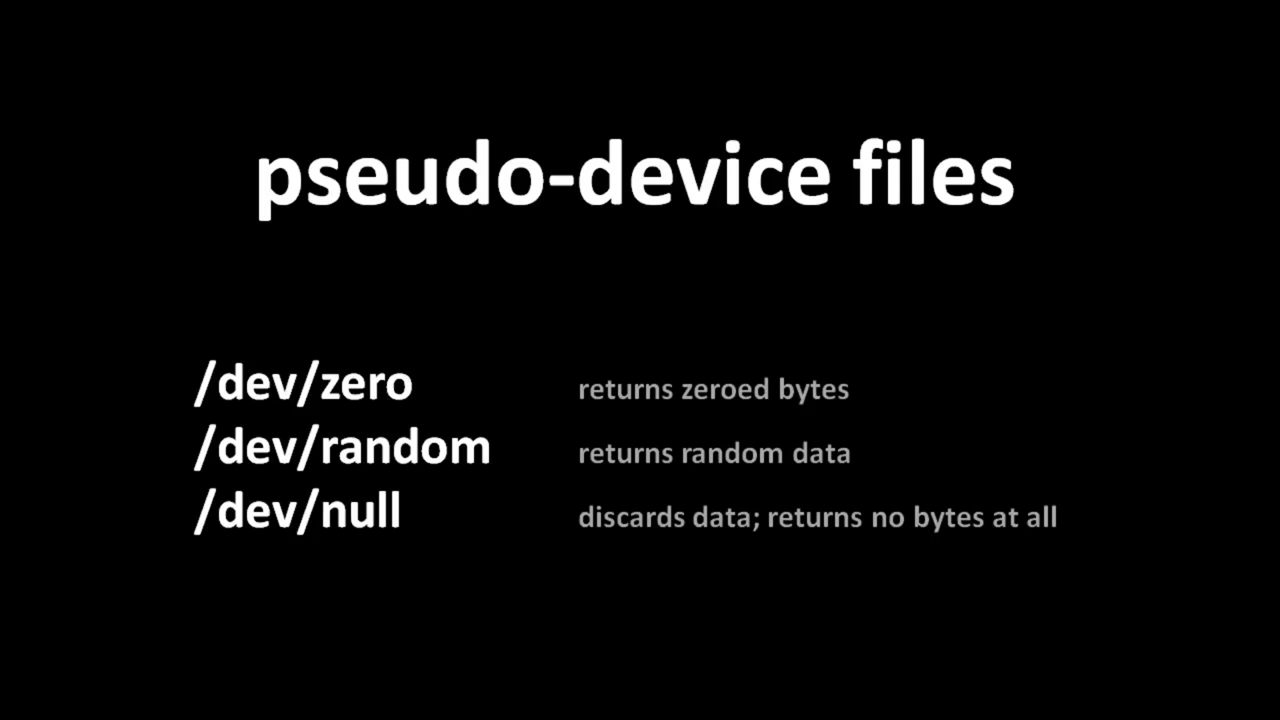 pseudo-device files
/dev/zero returns zeroed bytes
/dev/random returns random data
/dev/null discards data; returns no bytes at all